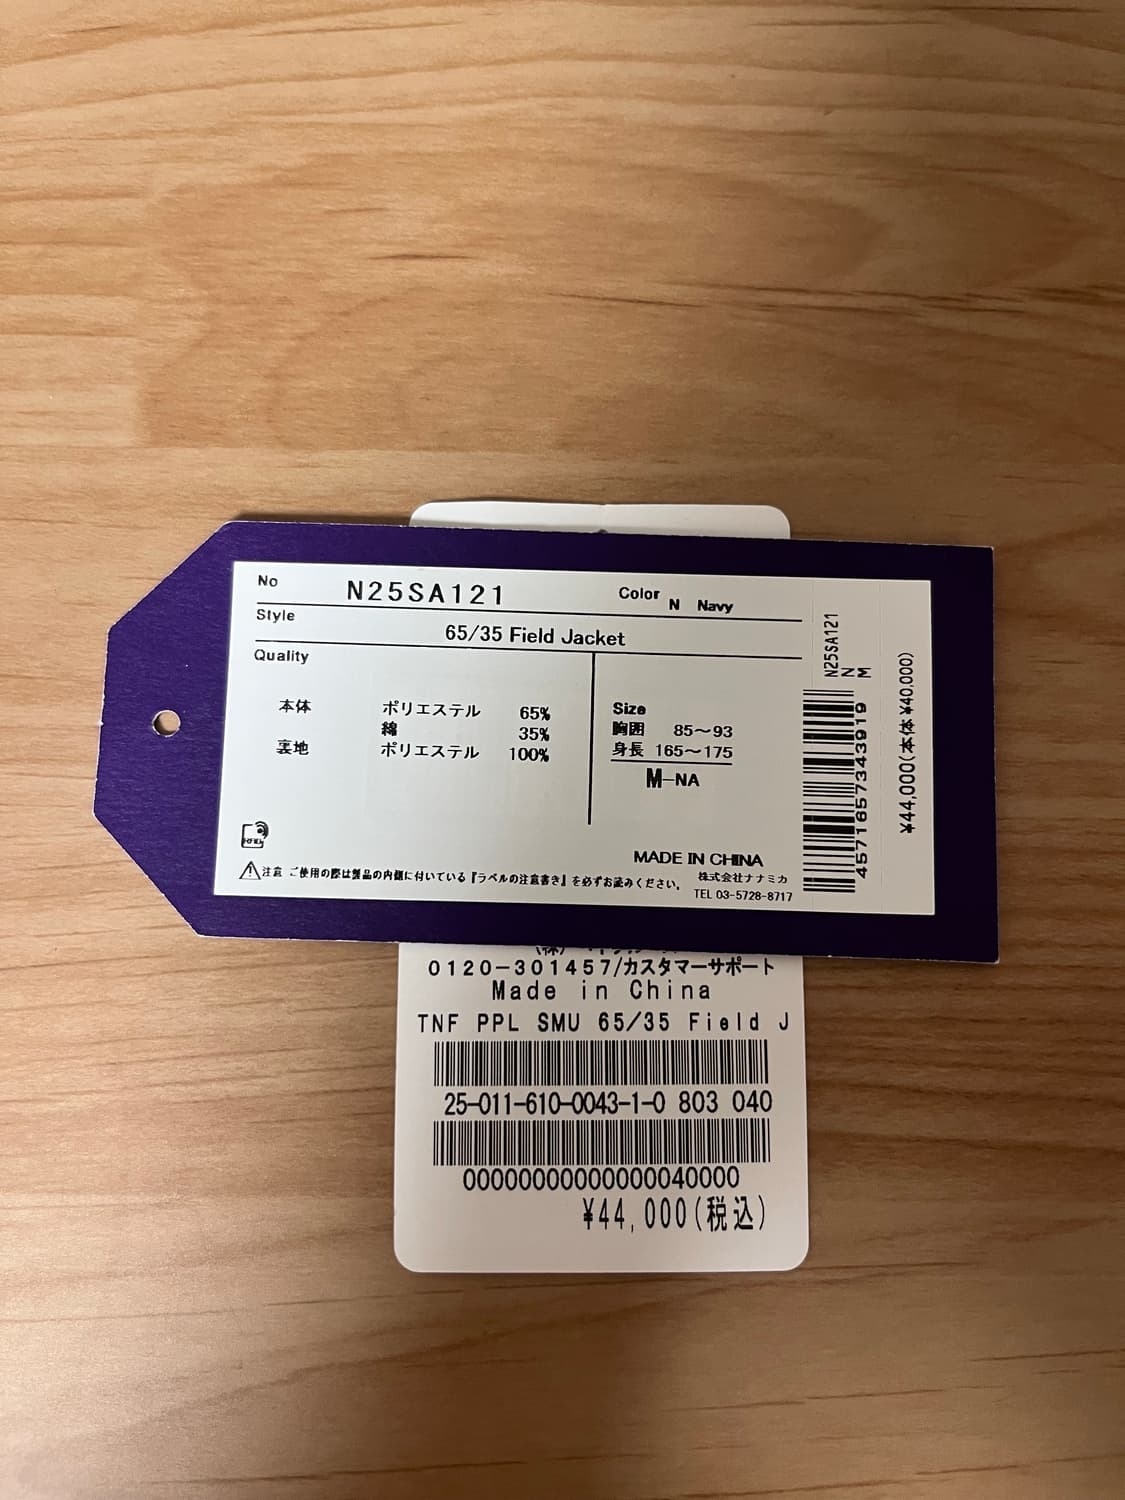 No N25SA121 Color N Navy
Style 65/35 Field Jacket
Quality
本体 ポリエステル 65%
綿 35%
裏地 ポリエステル 100%
Size
胸囲 85〜93
身長 165〜175
M-NA
RFID
MADE IN CHINA
⚠注意 ご使用の際は製品の内側に付いている『ラベルの注意書き』を必ずお読みください。
株式会社ナナミカ
TEL 03-5728-8717
N25SA121
N
M
4571657343919
¥44,000(本体 ¥40,000)
0120-301457/カスタマーサポート
Made in China
TNF PPL SMU 65/35 Field J
25-011-610-0043-1-0 803 040
00000000000000040000
¥44,000(税込)